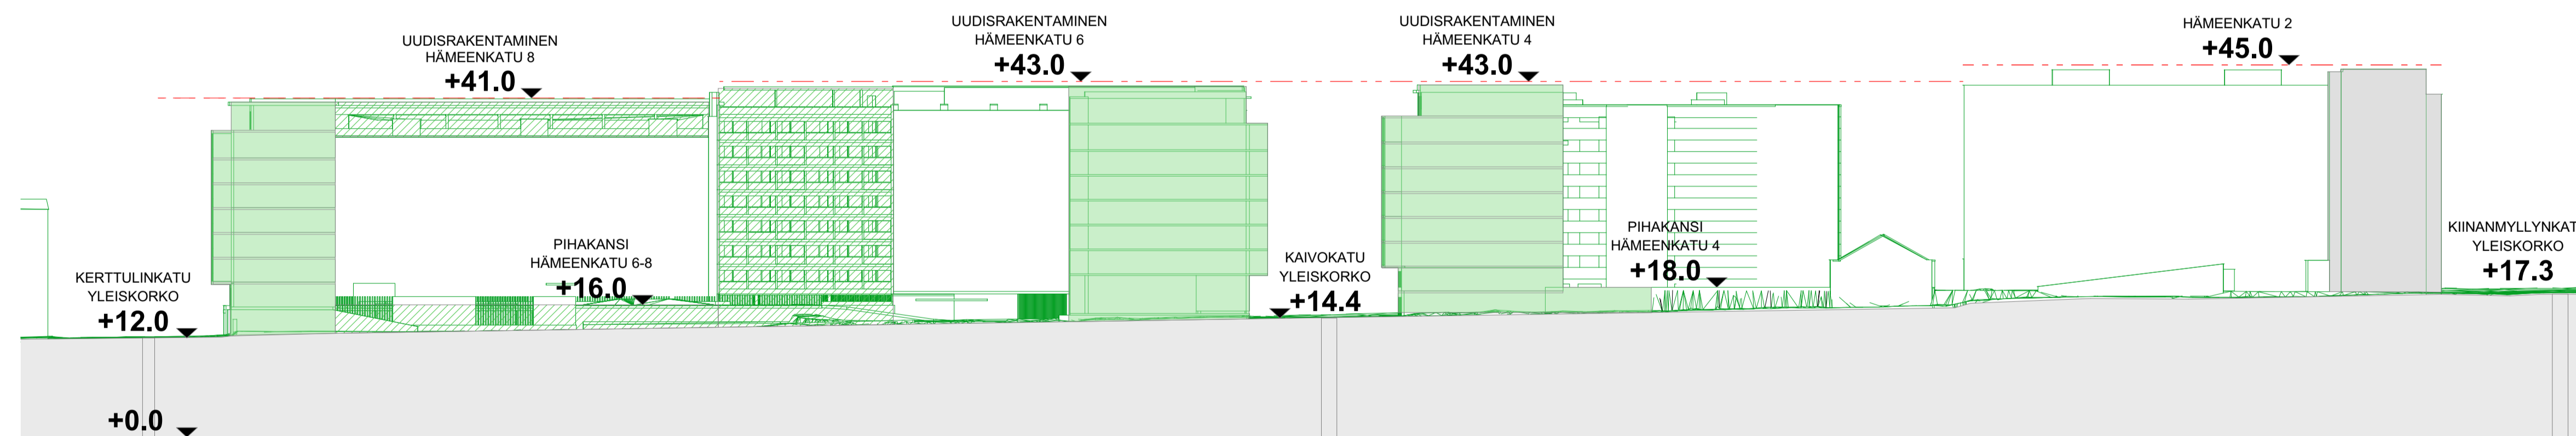 UUDISRAKENTAMINEN
HÄMEENKATU 8
+41.0
UUDISRAKENTAMINEN
HÄMEENKATU 6
+43.0
UUDISRAKENTAMINEN
HÄMEENKATU 4
+43.0
HÄMEENKATU 2
+45.0
KERTTULINKATU
YLEISKORKO
+12.0
PIHAKANSI
HÄMEENKATU 6-8
+16.0
KAIVOKATU
YLEISKORKO
+14.4
PIHAKANSI
HÄMEENKATU 4
+18.0
KIINANMYLLYNKAT
YLEISKORKO
+17.3
+0.0